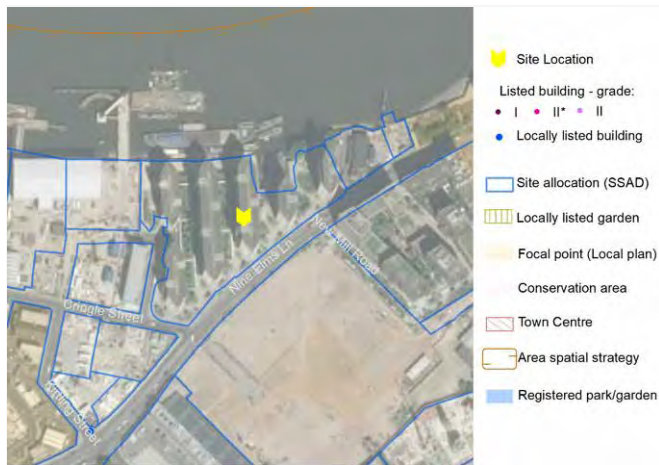 Nine Elms Ln
New Mill Road
Cringle Street
Kirtling Street
Site Location
Listed building - grade:
I II* II
Locally listed building
Site allocation (SSAD)
Locally listed garden
Focal point (Local plan)
Conservation area
Town Centre
Area spatial strategy
Registered park/garden